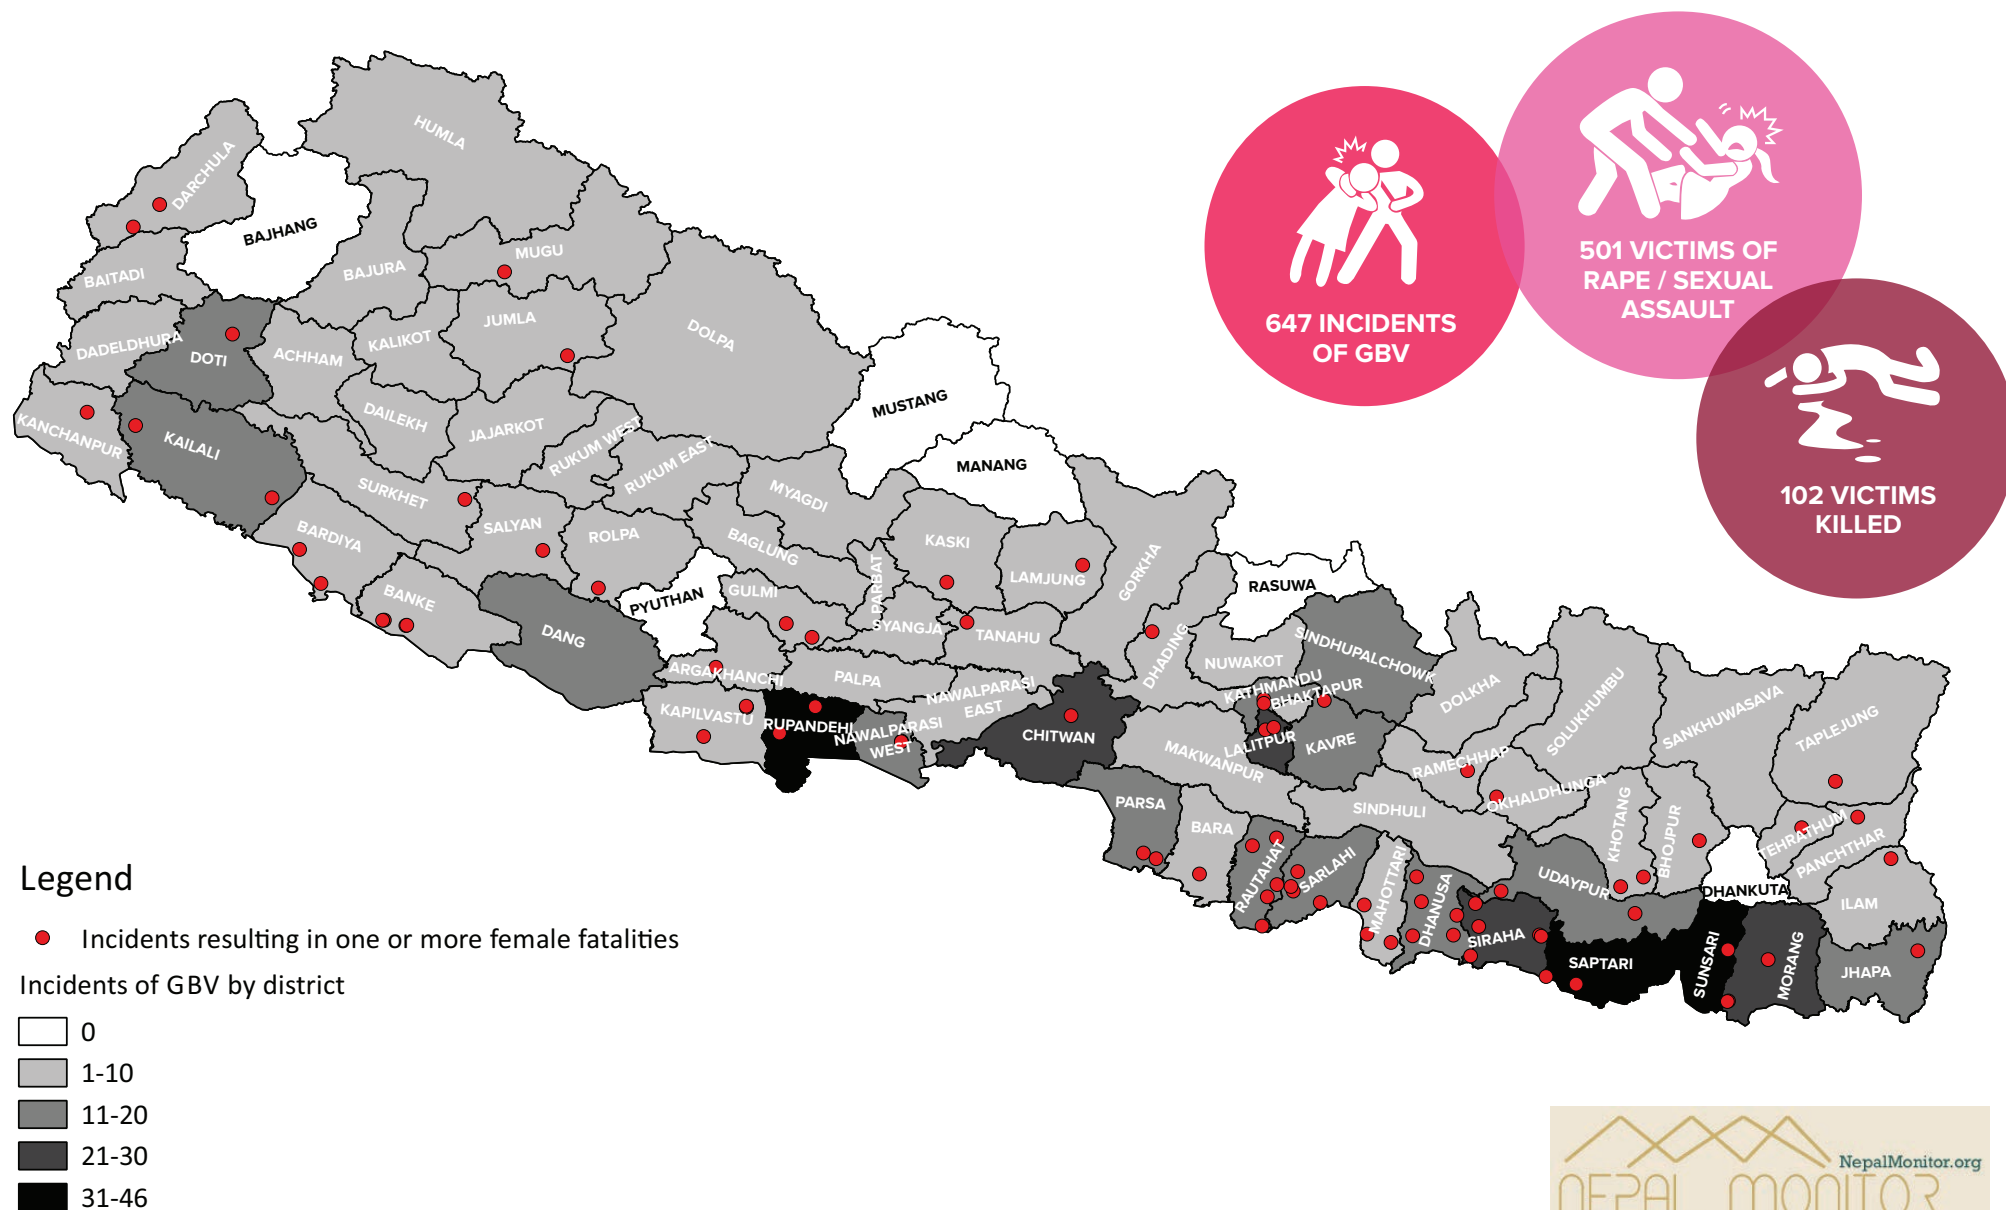 HUMLA
DARCHULA
BAJHANG
MUGU
BAJURA
BAITADI
JUMLA
DOLPA
KALIKOT
DADELDHURA
DOTI
ACHHAM
MUSTANG
DAILEKH
JAJARKOT
KANCHANPUR
KAILALI
RUKUM WEST
RUKUM EAST
MANANG
SURKHET
MYAGDI
SALYAN
ROLPA
BARDIYA
BAGLUNG
KASKI
LAMJUNG
GORKHA
PARBAT
BANKE
PYUTHAN
GULMI
RASUWA
DANG
SYANGJA
TANAHU
SINDHUPALCHOWK
DHADING
NUWAKOT
ARGAKHANCHI
PALPA
NAWALPARASI
EAST
KATHMANDU
BHAKTAPUR
DOLKHA
SOLUKHUMBU
SANKHUWASAVA
TAPLEJUNG
KAPILVASTU
RUPANDEHI
NAWALPARASI
WEST
CHITWAN
LALITPUR
KAVRE
MAKWANPUR
RAMECHHAP
OKHALDHUNGA
PARSA
BARA
SINDHULI
KHOTANG
BHOJPUR
TEHRATHUM
PANCHTHAR
RAUTAHAT
SARLAHI
MAHOTTARI
DHANUSA
UDAYPUR
DHANKUTA
ILAM
SIRAHA
SAPTARI
SUNSARI
MORANG
JHAPA
647 INCIDENTS
OF GBV
501 VICTIMS OF
RAPE / SEXUAL
ASSAULT
102 VICTIMS
KILLED
Legend
Incidents resulting in one or more female fatalities
Incidents of GBV by district
0
1-10
11-20
21-30
31-46
NepalMonitor.org
NEPAL MONITOR